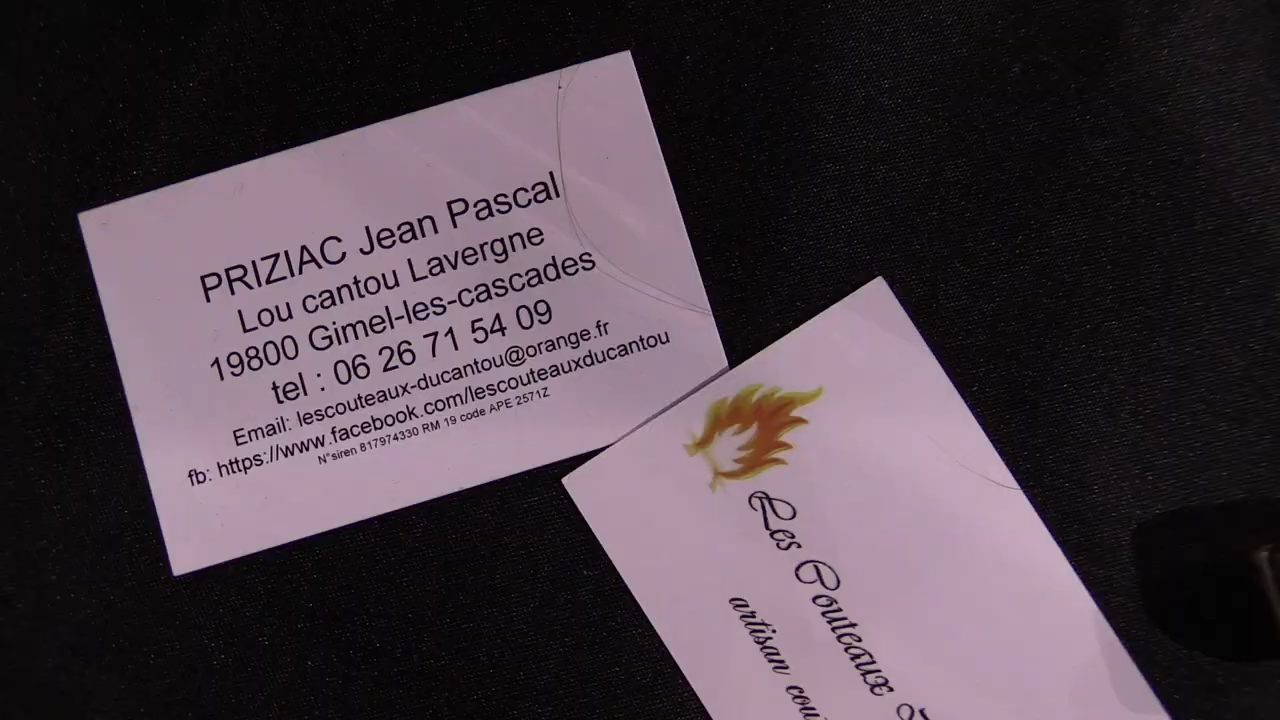 PRIZIAC Jean Pascal
Lou cantou Lavergne
19800 Gimel-les-cascades
tel : 06 26 71 54 09
Email: lescouteaux-ducantou@orange.fr
fb: https://www.facebook.com/lescouteauxducantou
N°siren 817974330 RM 19 code APE 2571Z
Les Couteaux
artisan